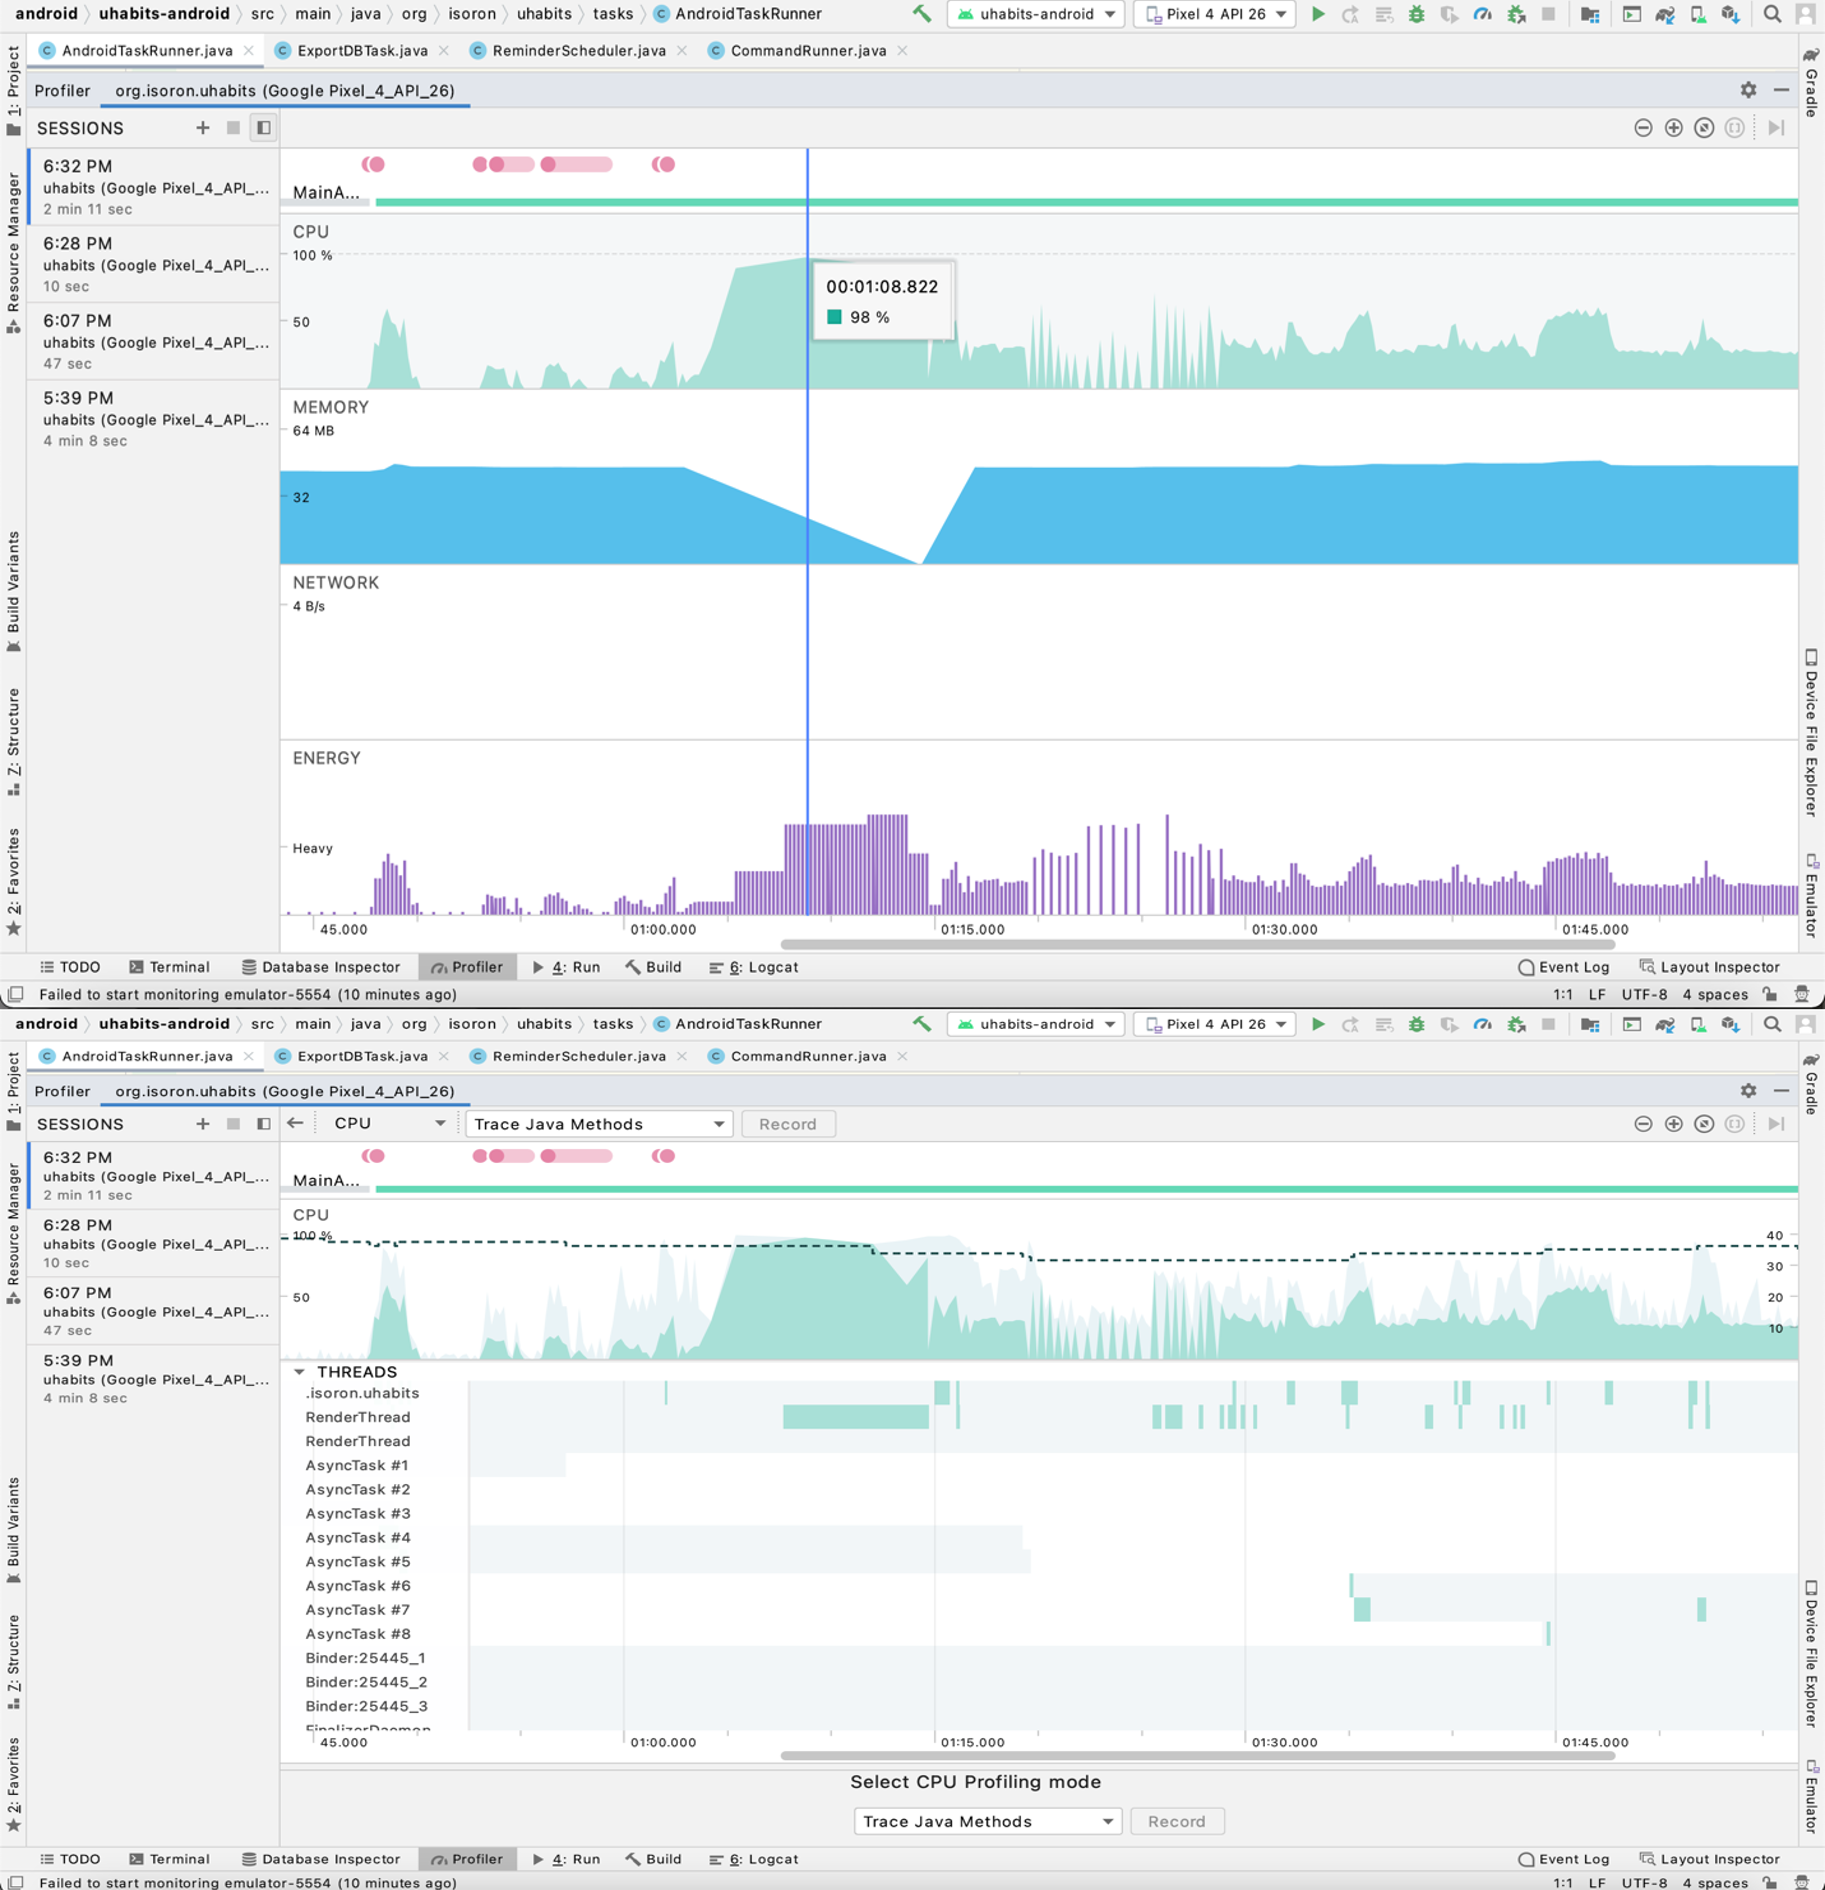 android uhabits-android src main java org isoron uhabits tasks AndroidTaskRunner uhabits-android Pixel 4 API 26
AndroidTaskRunner.java ExportDBTask.java ReminderScheduler.java CommandRunner.java
Profiler org.isoron.uhabits (Google Pixel_4_API_26)
SESSIONS
6:32 PM
uhabits (Google Pixel_4_API_...
2 min 11 sec
6:28 PM
uhabits (Google Pixel_4_API_...
10 sec
6:07 PM
uhabits (Google Pixel_4_API_...
47 sec
5:39 PM
uhabits (Google Pixel_4_API_...
4 min 8 sec
1: Project
Resource Manager
Build Variants
Z: Structure
2: Favorites
MainA...
CPU
100 %
50
00:01:08.822
98 %
MEMORY
64 MB
32
NETWORK
4 B/s
ENERGY
Heavy
45.000 01:00.000 01:15.000 01:30.000 01:45.000
Gradle
Device File Explorer
Emulator
TODO Terminal Database Inspector Profiler 4: Run Build 6: Logcat Event Log Layout Inspector
Failed to start monitoring emulator-5554 (10 minutes ago) 1:1 LF UTF-8 4 spaces
android uhabits-android src main java org isoron uhabits tasks AndroidTaskRunner uhabits-android Pixel 4 API 26
AndroidTaskRunner.java ExportDBTask.java ReminderScheduler.java CommandRunner.java
Profiler org.isoron.uhabits (Google Pixel_4_API_26)
SESSIONS CPU Trace Java Methods Record
6:32 PM
uhabits (Google Pixel_4_API_...
2 min 11 sec
6:28 PM
uhabits (Google Pixel_4_API_...
10 sec
6:07 PM
uhabits (Google Pixel_4_API_...
47 sec
5:39 PM
uhabits (Google Pixel_4_API_...
4 min 8 sec
1: Project
Resource Manager
Build Variants
Z: Structure
2: Favorites
MainA...
CPU
100 %
50
40
30
20
10
THREADS
.isoron.uhabits
RenderThread
RenderThread
AsyncTask #1
AsyncTask #2
AsyncTask #3
AsyncTask #4
AsyncTask #5
AsyncTask #6
AsyncTask #7
AsyncTask #8
Binder:25445_1
Binder:25445_2
Binder:25445_3
FinalizerDaemon
45.000 01:00.000 01:15.000 01:30.000 01:45.000
Select CPU Profiling mode
Trace Java Methods Record
Gradle
Device File Explorer
Emulator
TODO Terminal Database Inspector Profiler 4: Run Build 6: Logcat Event Log Layout Inspector
Failed to start monitoring emulator-5554 (10 minutes ago) 1:1 LF UTF-8 4 spaces